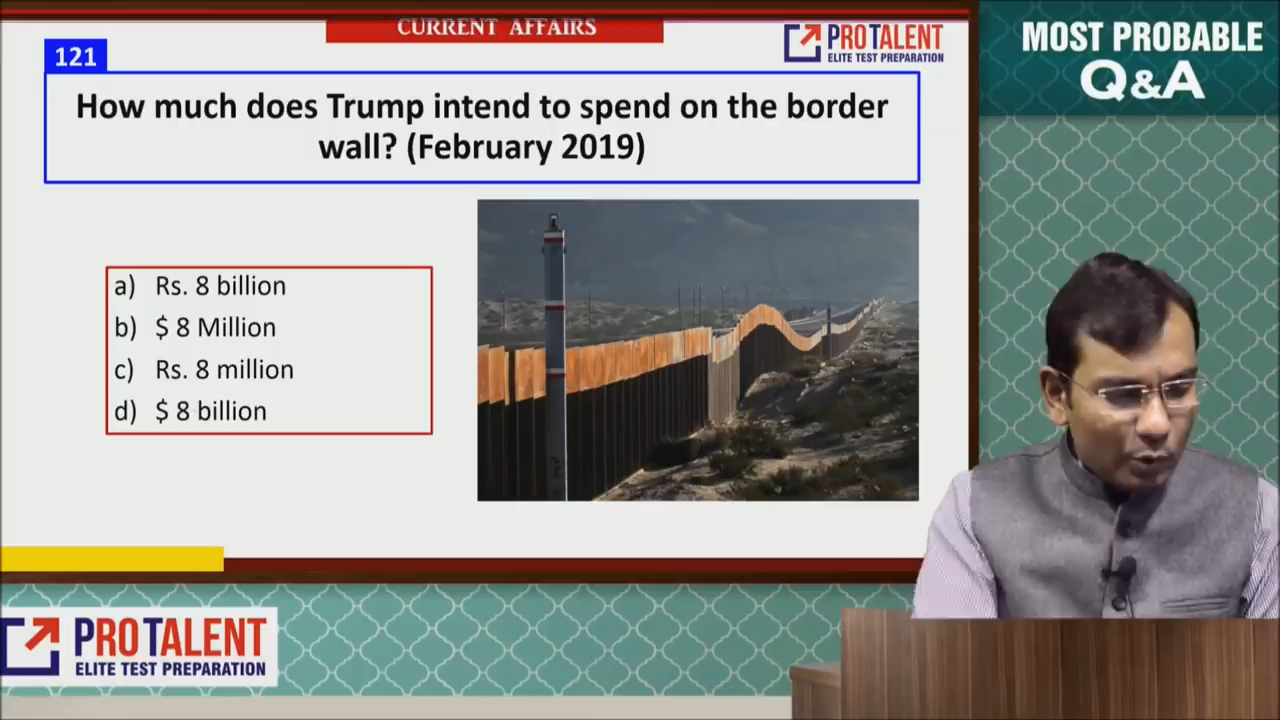 CURRENT AFFAIRS
PROTALENT
ELITE TEST PREPARATION
MOST PROBABLE
Q&A
121
How much does Trump intend to spend on the border
wall? (February 2019)
a) Rs. 8 billion
b) $ 8 Million
c) Rs. 8 million
d) $ 8 billion
PROTALENT
ELITE TEST PREPARATION